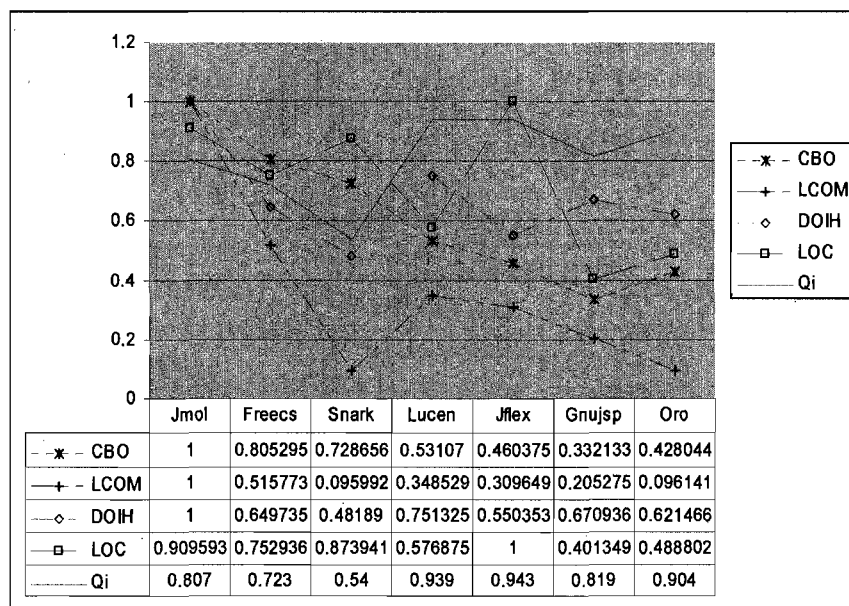 1.2
1
0.8
0.6
0.4
0.2
0
CBO
LCOM
DOIH
LOC
Qi
Jmol Freecs Snark Lucen Jflex Gnujsp Oro
CBO 1 0.805295 0.728656 0.53107 0.460375 0.332133 0.428044
LCOM 1 0.515773 0.095992 0.348529 0.309649 0.205275 0.096141
DOIH 1 0.649735 0.48189 0.751325 0.550353 0.670936 0.621466
LOC 0.909593 0.752936 0.873941 0.576875 1 0.401349 0.488802
Qi 0.807 0.723 0.54 0.939 0.943 0.819 0.904